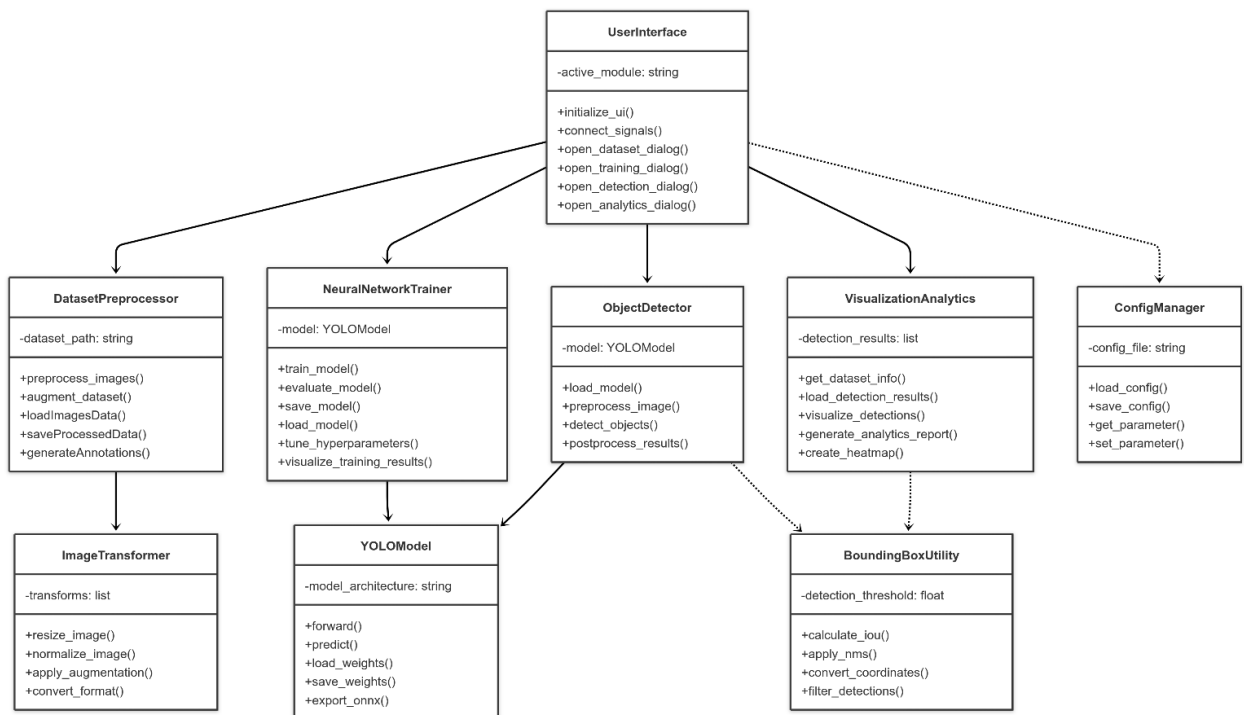 UserInterface
-active_module: string
+initialize_ui()
+connect_signals()
+open_dataset_dialog()
+open_training_dialog()
+open_detection_dialog()
+open_analytics_dialog()
DatasetPreprocessor
-dataset_path: string
+preprocess_images()
+augment_dataset()
+loadImagesData()
+saveProcessedData()
+generateAnnotations()
NeuralNetworkTrainer
-model: YOLOModel
+train_model()
+evaluate_model()
+save_model()
+load_model()
+tune_hyperparameters()
+visualize_training_results()
ObjectDetector
-model: YOLOModel
+load_model()
+preprocess_image()
+detect_objects()
+postprocess_results()
VisualizationAnalytics
-detection_results: list
+get_dataset_info()
+load_detection_results()
+visualize_detections()
+generate_analytics_report()
+create_heatmap()
ConfigManager
-config_file: string
+load_config()
+save_config()
+get_parameter()
+set_parameter()
ImageTransformer
-transforms: list
+resize_image()
+normalize_image()
+apply_augmentation()
+convert_format()
YOLOModel
-model_architecture: string
+forward()
+predict()
+load_weights()
+save_weights()
+export_onnx()
BoundingBoxUtility
-detection_threshold: float
+calculate_iou()
+apply_nms()
+convert_coordinates()
+filter_detections()